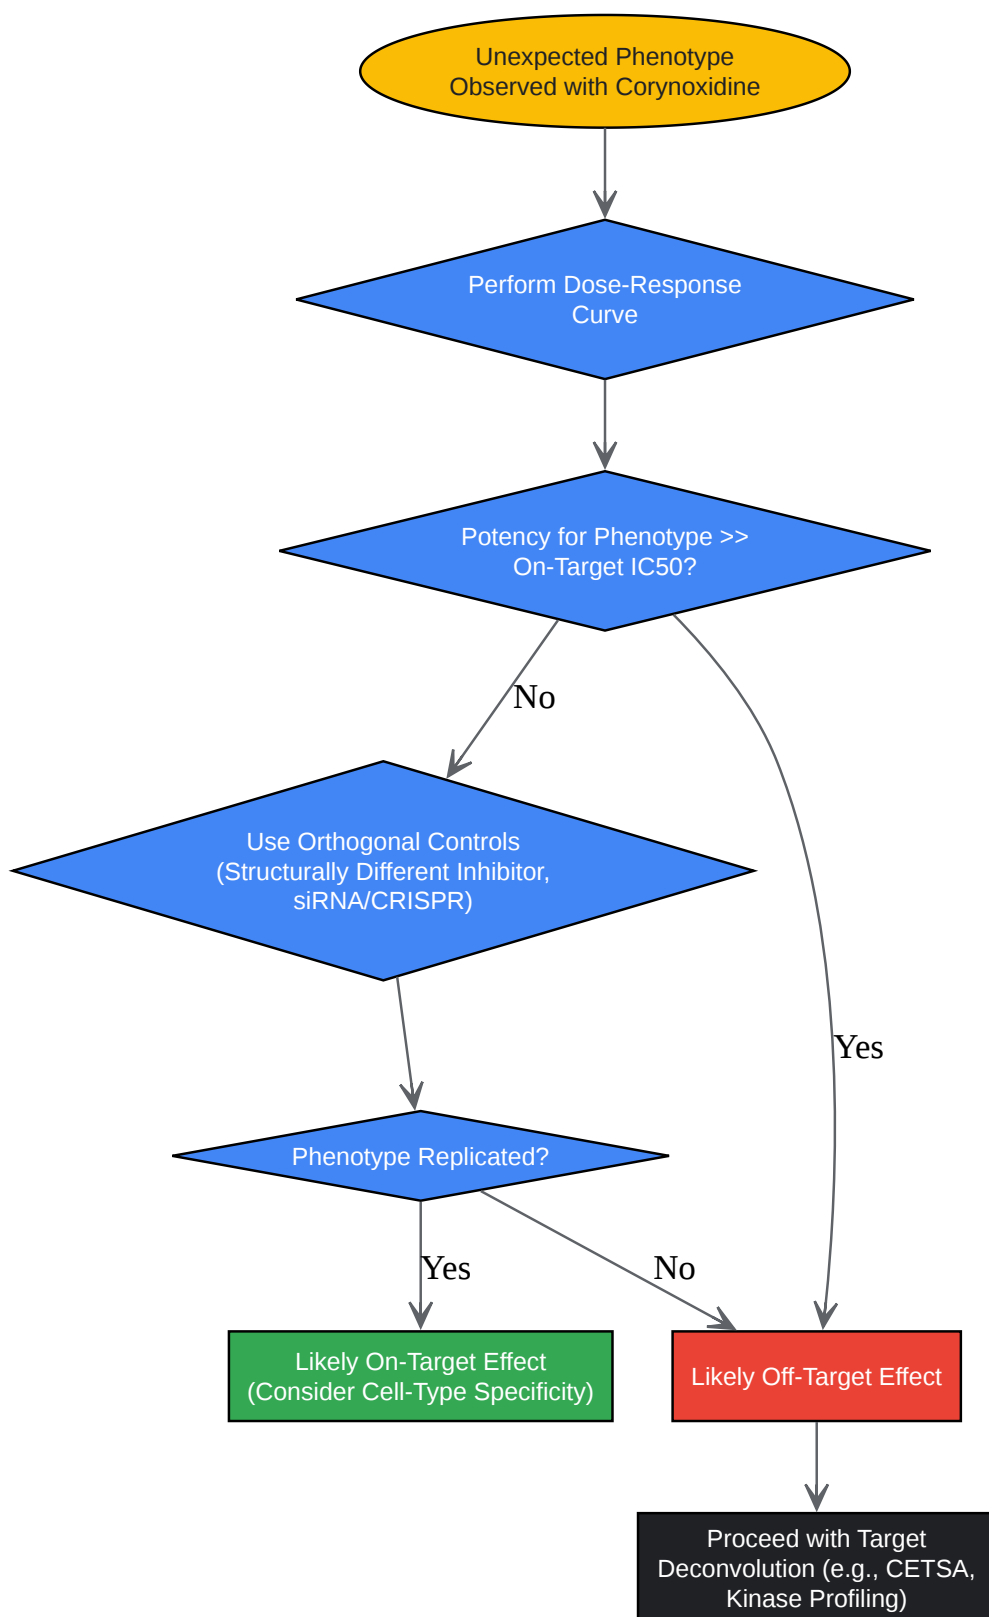 Unexpected Phenotype
Observed with Corynoxidine
Perform Dose-Response
Curve
Potency for Phenotype >>
On-Target IC50?
No
Use Orthogonal Controls
(Structurally Different Inhibitor,
siRNA/CRISPR)
Yes
Phenotype Replicated?
Yes
No
Likely On-Target Effect
(Consider Cell-Type Specificity)
Likely Off-Target Effect
Proceed with Target
Deconvolution (e.g., CETSA,
Kinase Profiling)